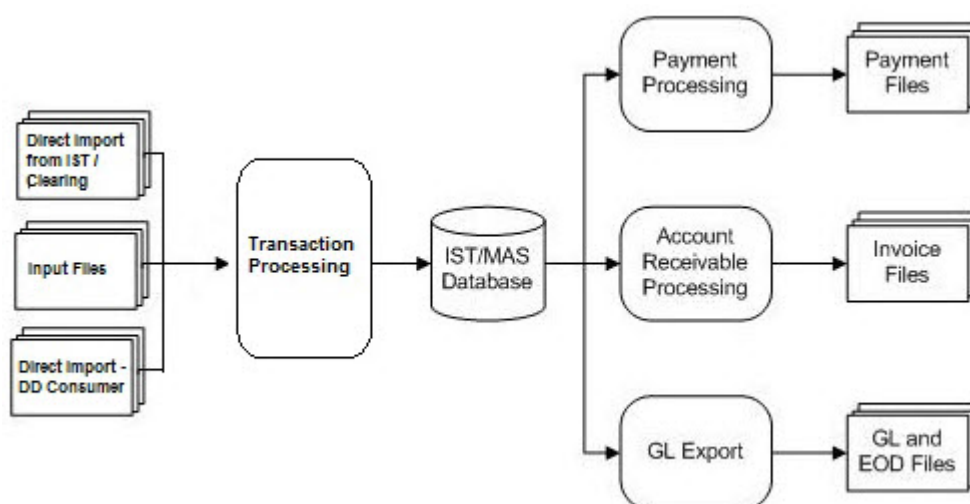 Direct Import
from IST /
Clearing
Input Files
Direct Import -
DD Consumer
Transaction
Processing
IST/MAS
Database
Payment
Processing
Payment
Files
Account
Receivable
Processing
Invoice
Files
GL Export
GL and
EOD Files